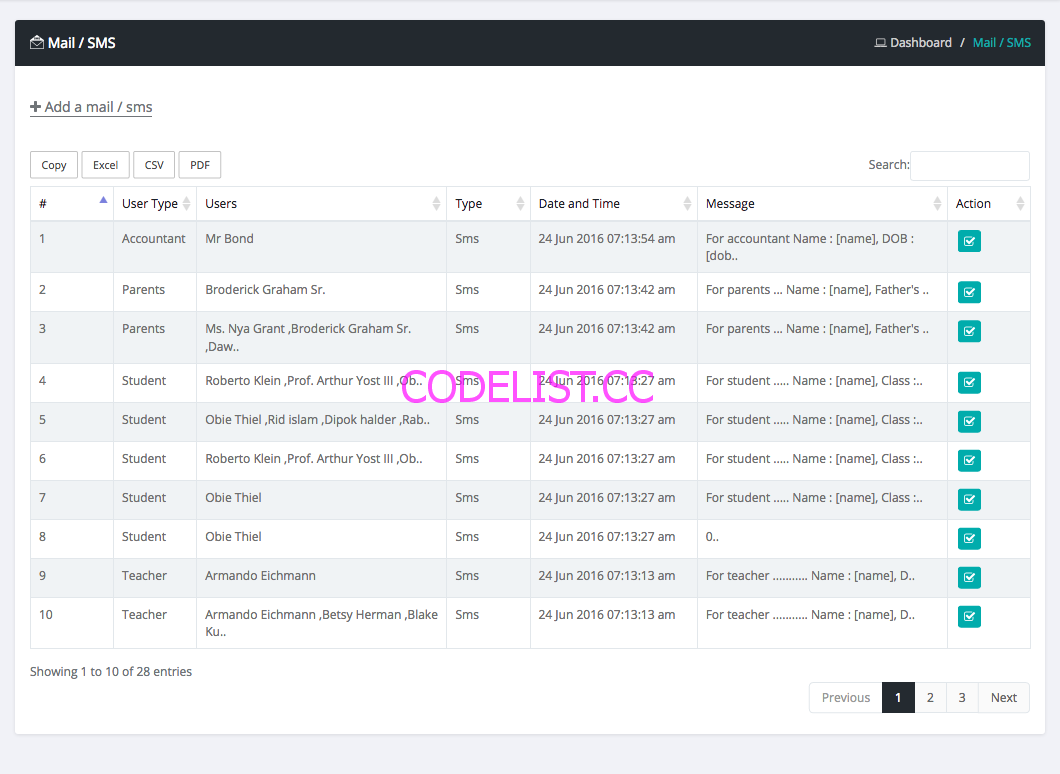 Mail / SMS
Dashboard / Mail / SMS
Add a mail / sms
Copy Excel CSV PDF Search:
# User Type Users Type Date and Time Message Action
1 Accountant Mr Bond Sms 24 Jun 2016 07:13:54 am For accountant Name : [name], DOB :
[dob..
2 Parents Broderick Graham Sr. Sms 24 Jun 2016 07:13:42 am For parents ... Name : [name], Father's ..
3 Parents Ms. Nya Grant ,Broderick Graham Sr. Sms 24 Jun 2016 07:13:42 am For parents ... Name : [name], Father's ..
,Daw..
4 Student Roberto Klein ,Prof. Arthur Yost III ,Ob.. Sms 24 Jun 2016 07:13:27 am For student ..... Name : [name], Class :..
CODELIST.CC
5 Student Obie Thiel ,Rid islam ,Dipok halder ,Rab.. Sms 24 Jun 2016 07:13:27 am For student ..... Name : [name], Class :..
6 Student Roberto Klein ,Prof. Arthur Yost III ,Ob.. Sms 24 Jun 2016 07:13:27 am For student ..... Name : [name], Class :..
7 Student Obie Thiel Sms 24 Jun 2016 07:13:27 am For student ..... Name : [name], Class :..
8 Student Obie Thiel Sms 24 Jun 2016 07:13:27 am 0..
9 Teacher Armando Eichmann Sms 24 Jun 2016 07:13:13 am For teacher ........... Name : [name], D..
10 Teacher Armando Eichmann ,Betsy Herman ,Blake Sms 24 Jun 2016 07:13:13 am For teacher ........... Name : [name], D..
Ku..
Showing 1 to 10 of 28 entries
Previous 1 2 3 Next